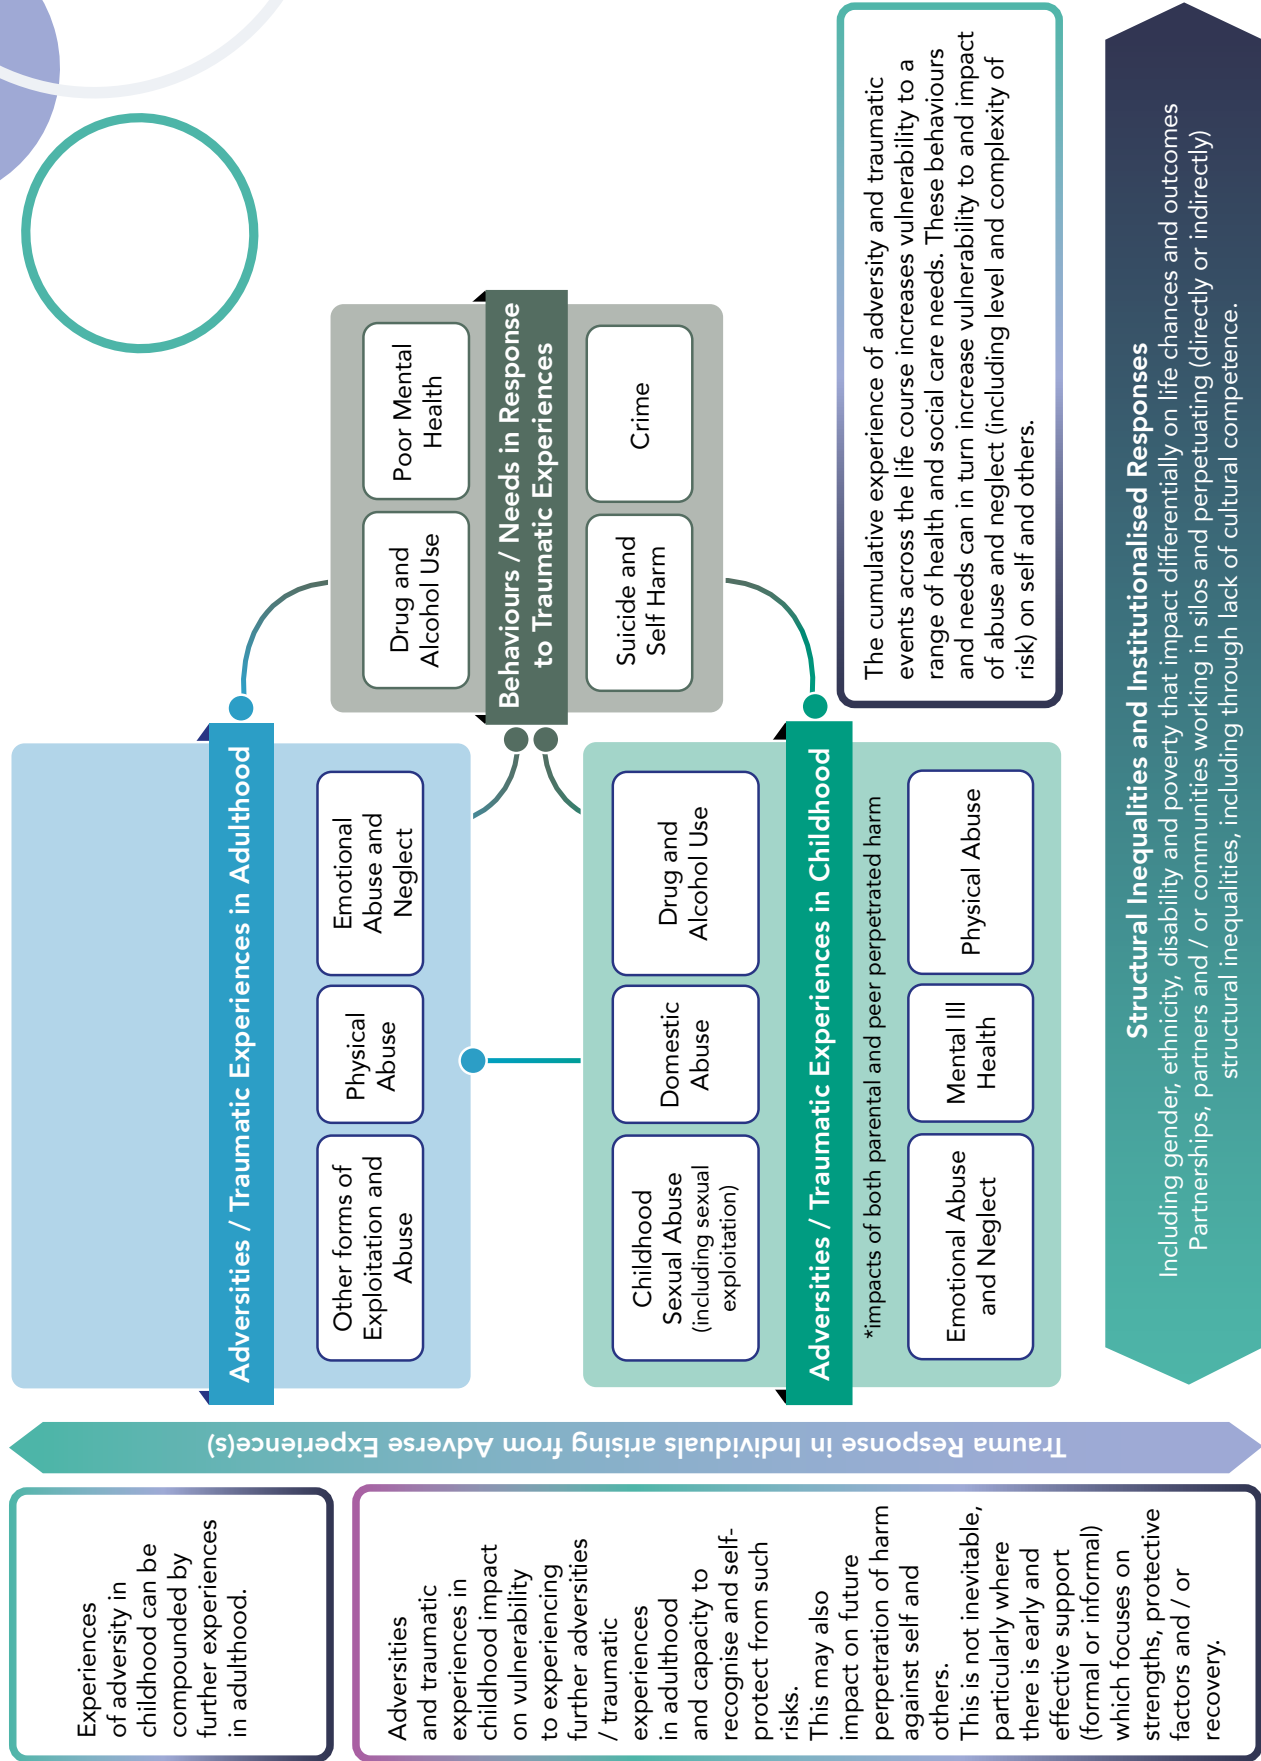 Experiences
of adversity in
childhood can be
compounded by
further experiences
in adulthood.
Adversities
and traumatic
experiences in
childhood impact
on vulnerability
to experiencing
further adversities
/ traumatic
experiences
in adulthood
and capacity to
recognise and self-
protect from such
risks.
This may also
impact on future
perpetration of harm
against self and
others.
This is not inevitable,
particularly where
there is early and
effective support
(formal or informal)
which focuses on
strengths, protective
factors and / or
recovery.
Trauma Response in Individuals arising from Adverse Experience(s)
Adversities / Traumatic Experiences in Adulthood
Other forms of
Exploitation and
Abuse
Physical
Abuse
Emotional
Abuse and
Neglect
Childhood
Sexual Abuse
(including sexual
exploitation)
Domestic
Abuse
Drug and
Alcohol Use
Adversities / Traumatic Experiences in Childhood
*impacts of both parental and peer perpetrated harm
Emotional Abuse
and Neglect
Mental Ill
Health
Physical Abuse
Drug and
Alcohol Use
Poor Mental
Health
Behaviours / Needs in Response
to Traumatic Experiences
Suicide and
Self Harm
Crime
The cumulative experience of adversity and traumatic
events across the life course increases vulnerability to a
range of health and social care needs. These behaviours
and needs can in turn increase vulnerability to and impact
of abuse and neglect (including level and complexity of
risk) on self and others.
Structural Inequalities and Institutionalised Responses
Including gender, ethnicity, disability and poverty that impact differentially on life chances and outcomes
Partnerships, partners and / or communities working in silos and perpetuating (directly or indirectly)
structural inequalities, including through lack of cultural competence.